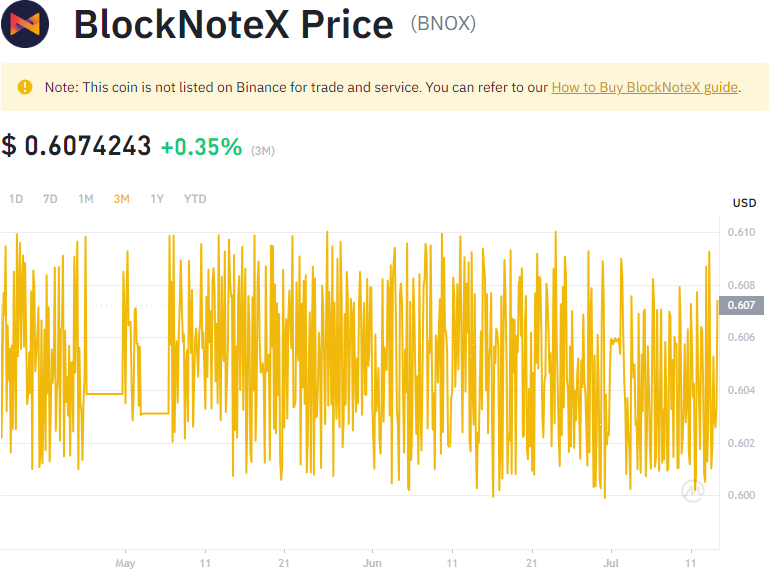 BlockNoteX Price (BNOX)
Note: This coin is not listed on Binance for trade and service. You can refer to our How to Buy BlockNoteX guide.
$ 0.6074243 +0.35% (3M)
1D 7D 1M 3M 1Y YTD
USD
0.610
0.608
0.607
0.606
0.604
0.602
0.600
May 11 21 Jun 11 21 Jul 11